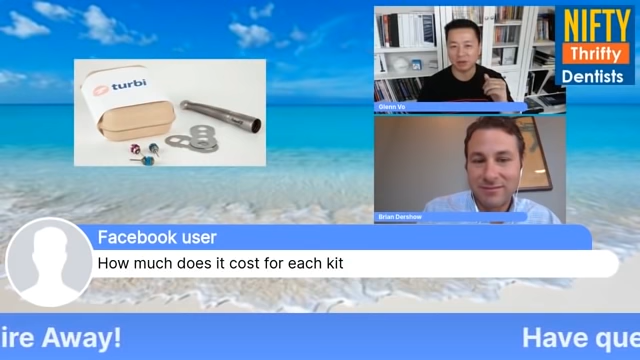 NIFTY
Thrifty
Dentists
turbi
Glenn Vo
Brian Dershow
Facebook user
How much does it cost for each kit
ire Away!
Have que